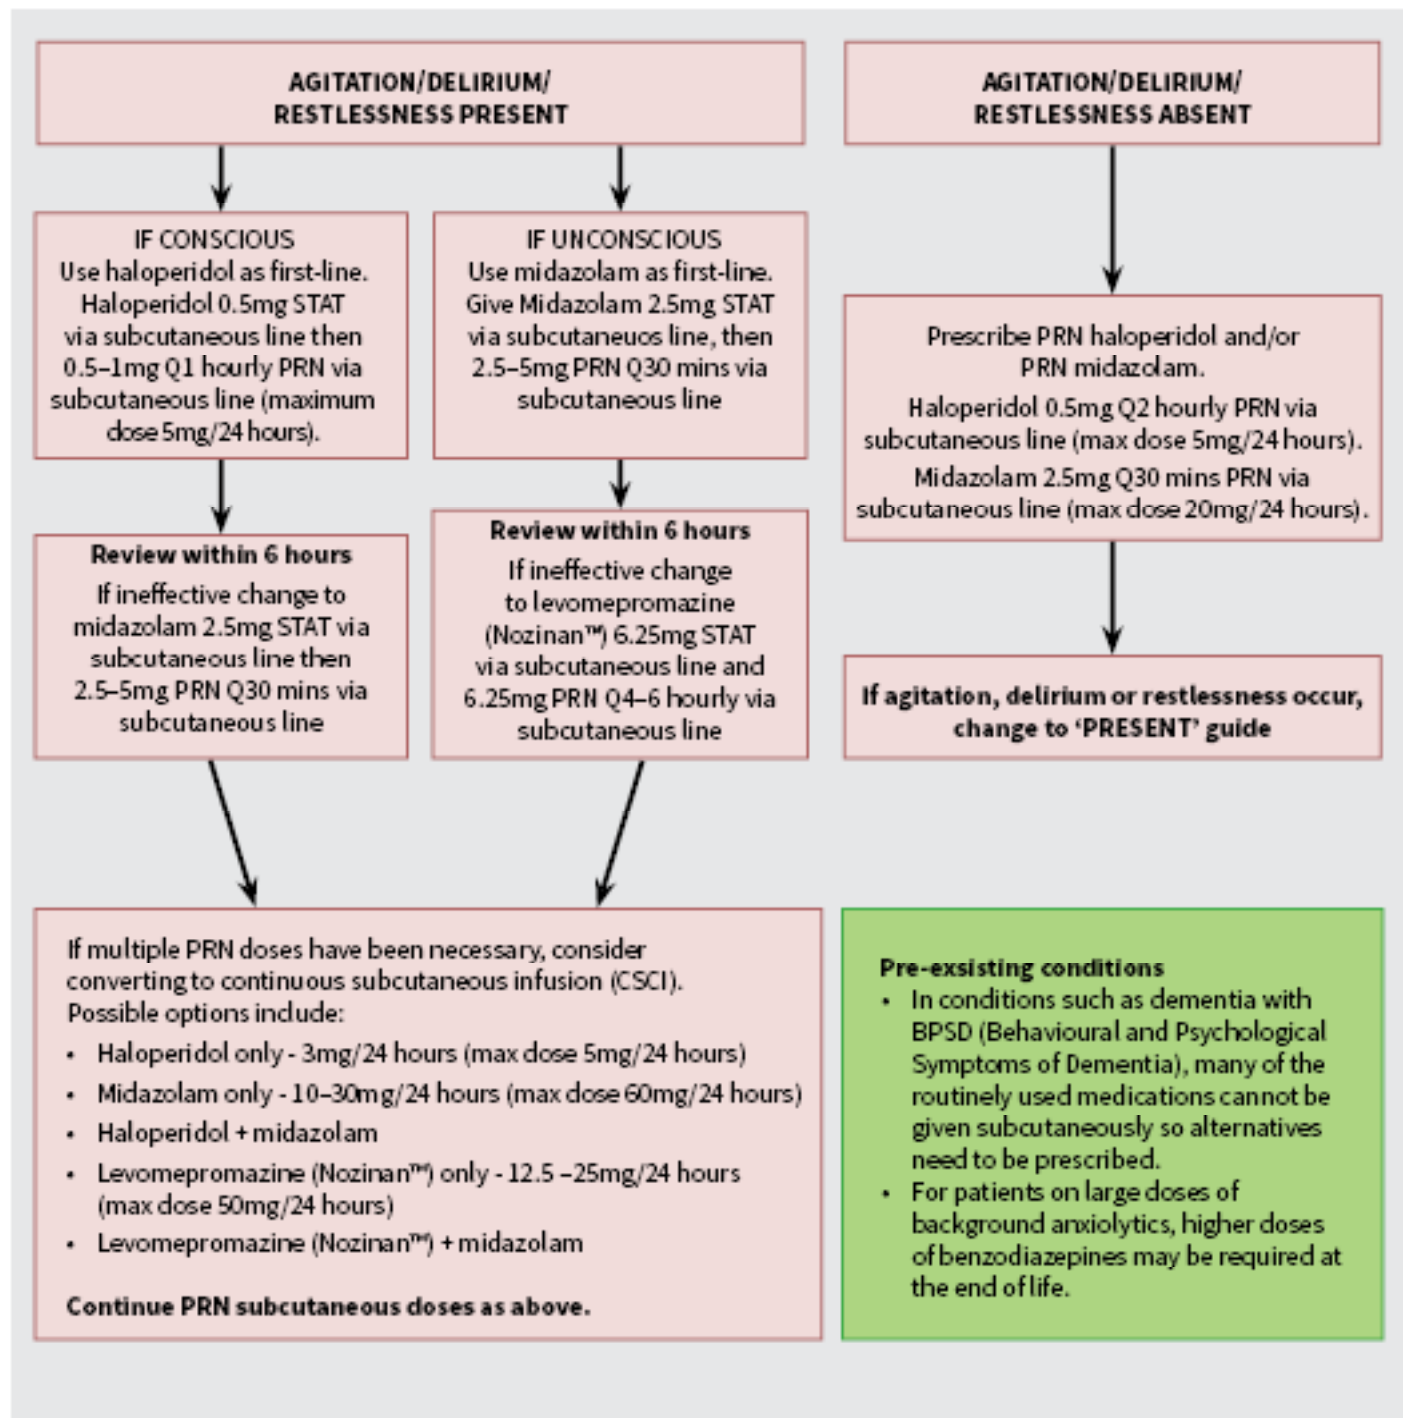 AGITATION/DELIRIUM/
RESTLESSNESS PRESENT
IF CONSCIOUS
Use haloperidol as first-line.
Haloperidol 0.5mg STAT
via subcutaneous line then
0.5–1mg Q1 hourly PRN via
subcutaneous line (maximum
dose 5mg/24 hours).
Review within 6 hours
If ineffective change to
midazolam 2.5mg STAT via
subcutaneous line then
2.5–5mg PRN Q30 mins via
subcutaneous line
IF UNCONSCIOUS
Use midazolam as first-line.
Give Midazolam 2.5mg STAT
via subcutaneuos line, then
2.5–5mg PRN Q30 mins via
subcutaneous line
Review within 6 hours
If ineffective change
to levomepromazine
(Nozinan™) 6.25mg STAT
via subcutaneous line and
6.25mg PRN Q4–6 hourly via
subcutaneous line
If multiple PRN doses have been necessary, consider
converting to continuous subcutaneous infusion (CSCI).
Possible options include:
• Haloperidol only - 3mg/24 hours (max dose 5mg/24 hours)
• Midazolam only - 10–30mg/24 hours (max dose 60mg/24 hours)
• Haloperidol + midazolam
• Levomepromazine (Nozinan™) only - 12.5 –25mg/24 hours
(max dose 50mg/24 hours)
• Levomepromazine (Nozinan™) + midazolam
Continue PRN subcutaneous doses as above.
AGITATION/DELIRIUM/
RESTLESSNESS ABSENT
Prescribe PRN haloperidol and/or
PRN midazolam.
Haloperidol 0.5mg Q2 hourly PRN via
subcutaneous line (max dose 5mg/24 hours).
Midazolam 2.5mg Q30 mins PRN via
subcutaneous line (max dose 20mg/24 hours).
If agitation, delirium or restlessness occur,
change to ‘PRESENT’ guide
Pre-exsisting conditions
• In conditions such as dementia with
BPSD (Behavioural and Psychological
Symptoms of Dementia), many of the
routinely used medications cannot be
given subcutaneously so alternatives
need to be prescribed.
• For patients on large doses of
background anxiolytics, higher doses
of benzodiazepines may be required at
the end of life.